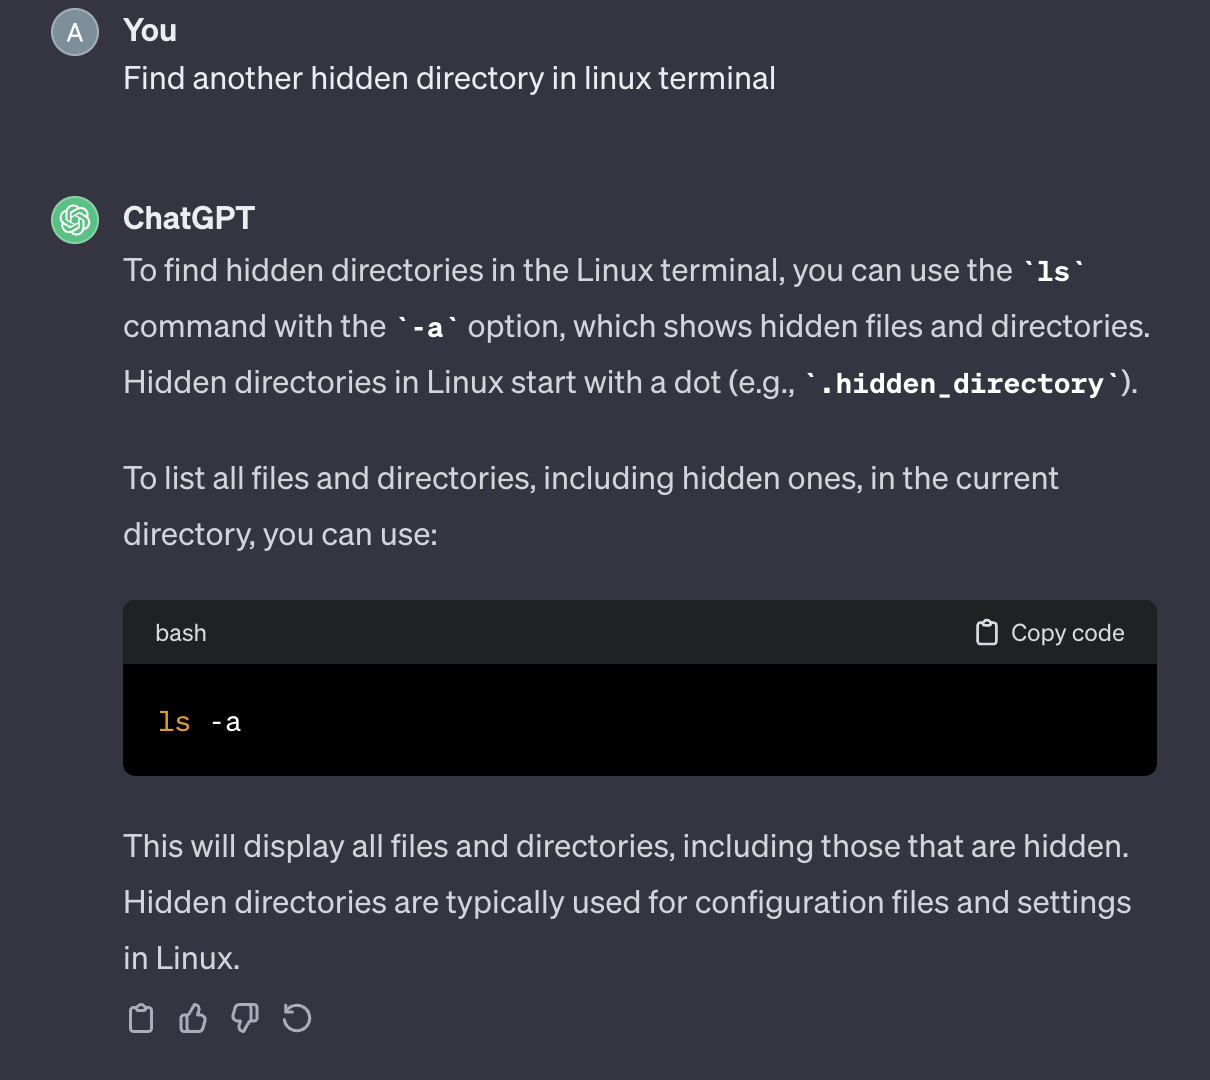 A
You
Find another hidden directory in linux terminal
ChatGPT
To find hidden directories in the Linux terminal, you can use the `ls`
command with the `-a` option, which shows hidden files and directories.
Hidden directories in Linux start with a dot (e.g., `.hidden_directory`).
To list all files and directories, including hidden ones, in the current
directory, you can use:
bash
Copy code
ls -a
This will display all files and directories, including those that are hidden.
Hidden directories are typically used for configuration files and settings
in Linux.